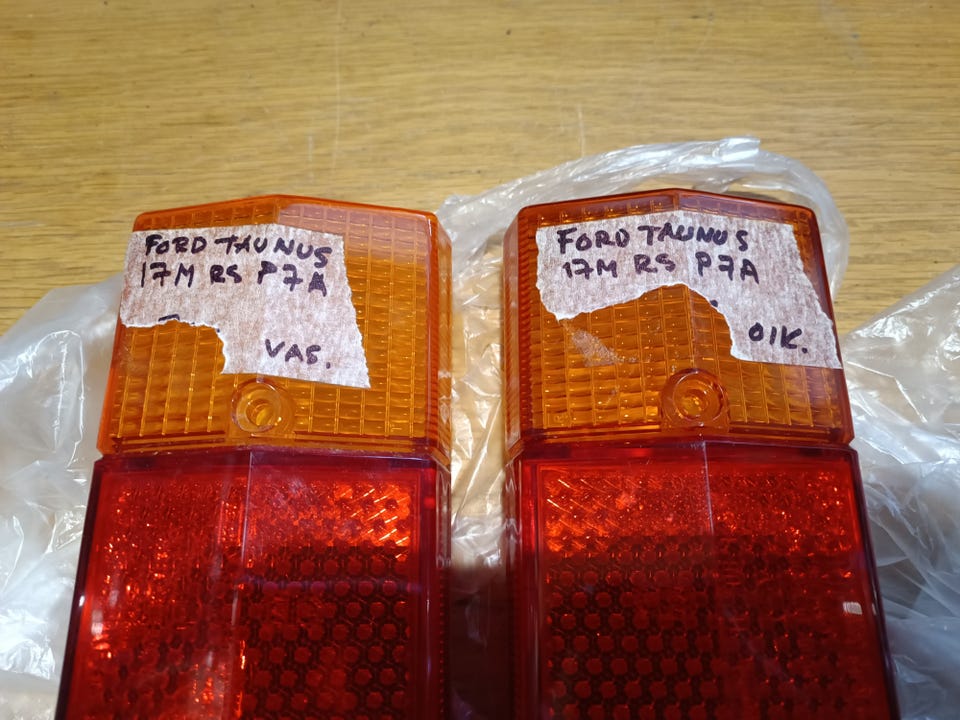 FORD TAUNUS
17M RS P7A
VAS.
FORD TAUNUS
17M RS P7A
OIK.